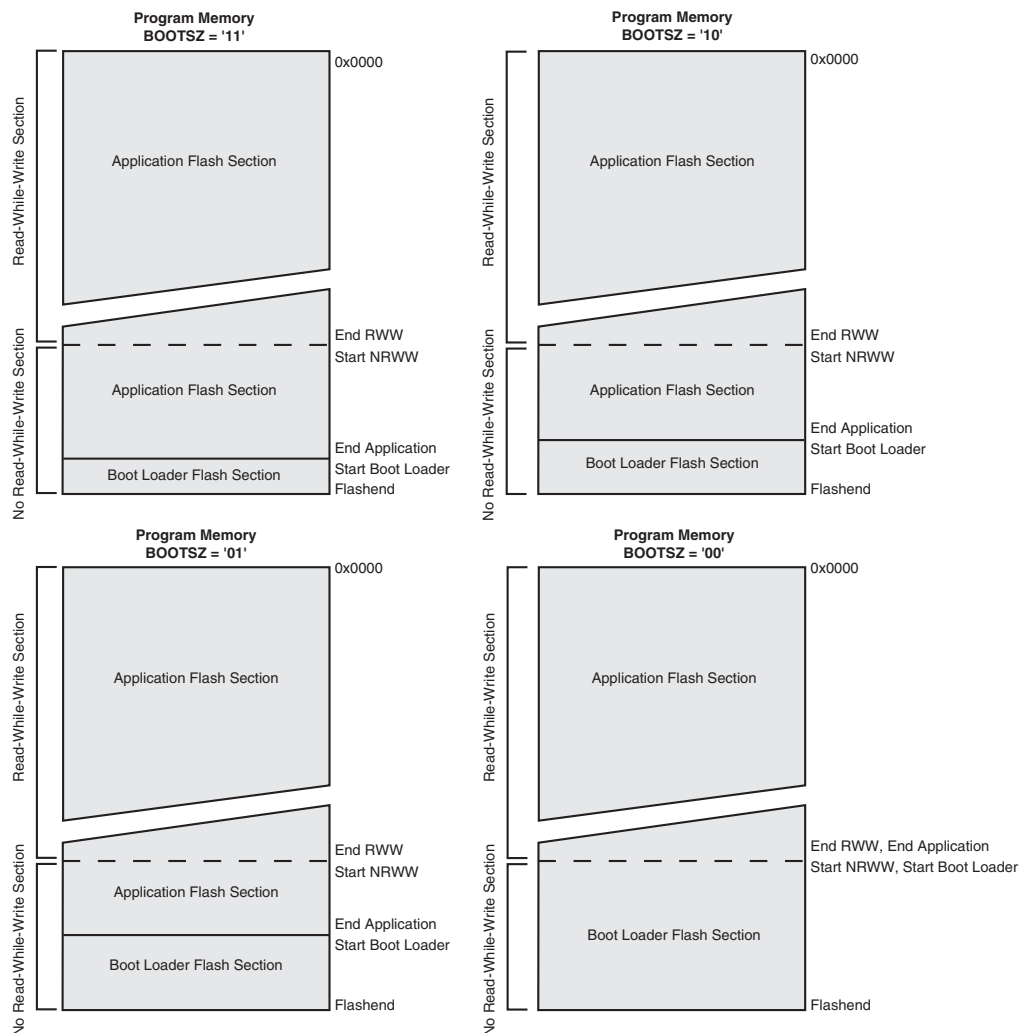 Program Memory
BOOTSZ = '11'
0x0000
Read-While-Write Section
Application Flash Section
End RWW
Start NRWW
No Read-While-Write Section
Application Flash Section
End Application
Start Boot Loader
Boot Loader Flash Section
Flashend
Program Memory
BOOTSZ = '10'
0x0000
Read-While-Write Section
Application Flash Section
End RWW
Start NRWW
No Read-While-Write Section
Application Flash Section
End Application
Start Boot Loader
Boot Loader Flash Section
Flashend
Program Memory
BOOTSZ = '01'
0x0000
Read-While-Write Section
Application Flash Section
End RWW
Start NRWW
No Read-While-Write Section
Application Flash Section
End Application
Start Boot Loader
Boot Loader Flash Section
Flashend
Program Memory
BOOTSZ = '00'
0x0000
Read-While-Write Section
Application Flash Section
End RWW, End Application
Start NRWW, Start Boot Loader
No Read-While-Write Section
Boot Loader Flash Section
Flashend